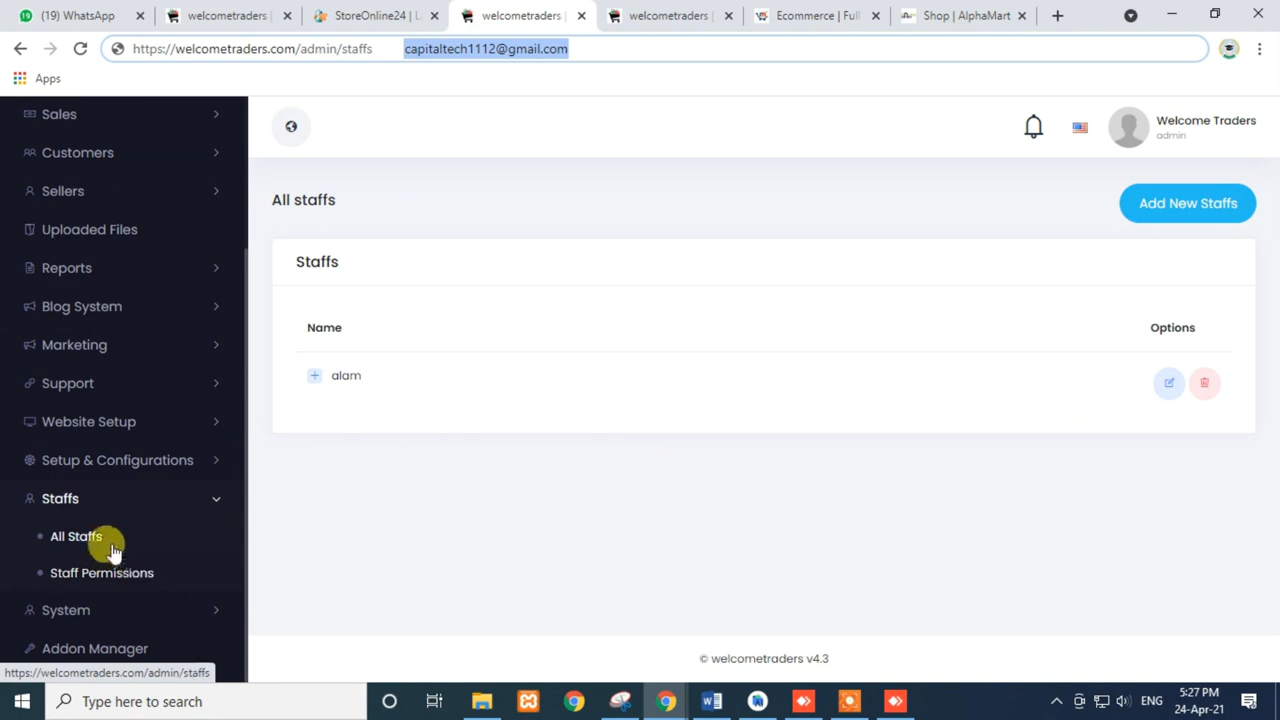 (19) WhatsApp
welcometraders |
StoreOnline24 | L
welcometraders |
welcometraders |
Ecommerce | Full
Shop | AlphaMart
https://welcometraders.com/admin/staffs capitaltech1112@gmail.com
Apps
Sales
Customers
Sellers
Uploaded Files
Reports
Blog System
Marketing
Support
Website Setup
Setup & Configurations
Staffs
All Staffs
Staff Permissions
System
Addon Manager
https://welcometraders.com/admin/staffs
Welcome Traders
admin
All staffs
Add New Staffs
Staffs
Name Options
alam
© welcometraders v4.3
Type here to search
ENG
5:27 PM
24-Apr-21